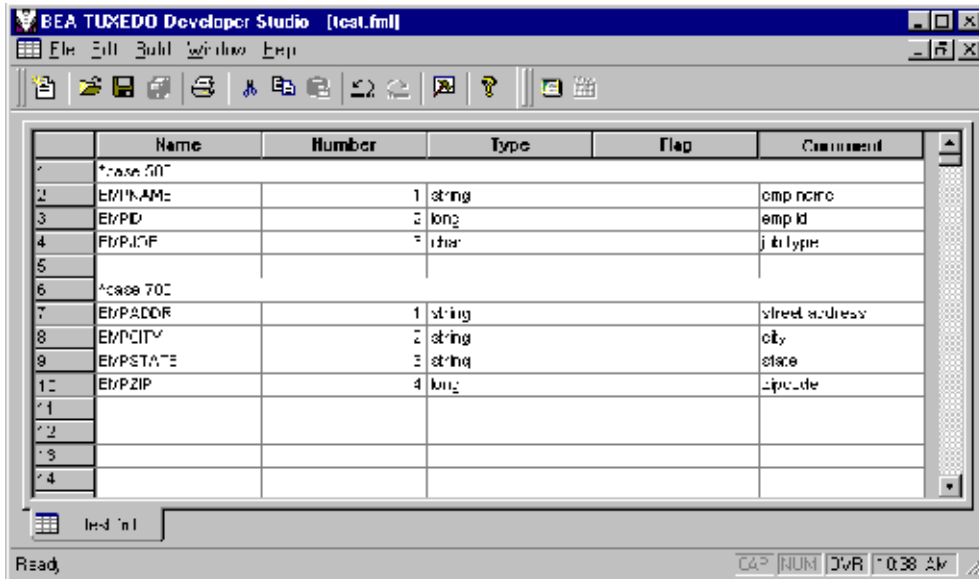 BEA TUXEDO Developer Studio - [test.fml]
File Edit Build Window Help
Name Number Type Flag Comment
1 *base 500
2 EMPNAME 1 string emp name
3 EMPID 2 long emp id
4 EMPJOB 3 char job type
5
6 *base 700
7 EMPADDR 1 string street address
8 EMPCITY 2 string city
9 EMPSTATE 3 string state
10 EMPZIP 4 long zipcode
11
12
13
14
test.fml
Ready CAP NUM OVR 10:38 AM